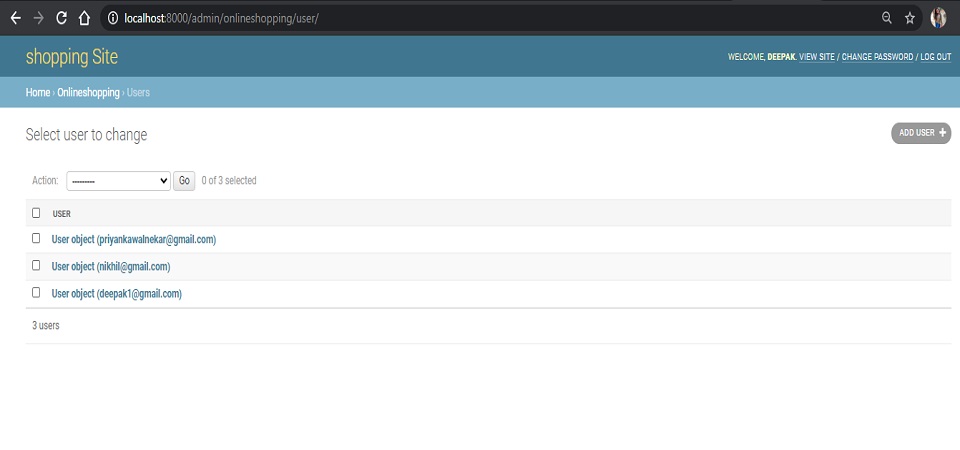 localhost:8000/admin/onlineshopping/user/
shopping Site
WELCOME, DEEPAK. VIEW SITE / CHANGE PASSWORD / LOG OUT
Home › Onlineshopping › Users
Select user to change
ADD USER +
Action: --------- Go 0 of 3 selected
USER
User object (priyankawalnekar@gmail.com)
User object (nikhil@gmail.com)
User object (deepak1@gmail.com)
3 users